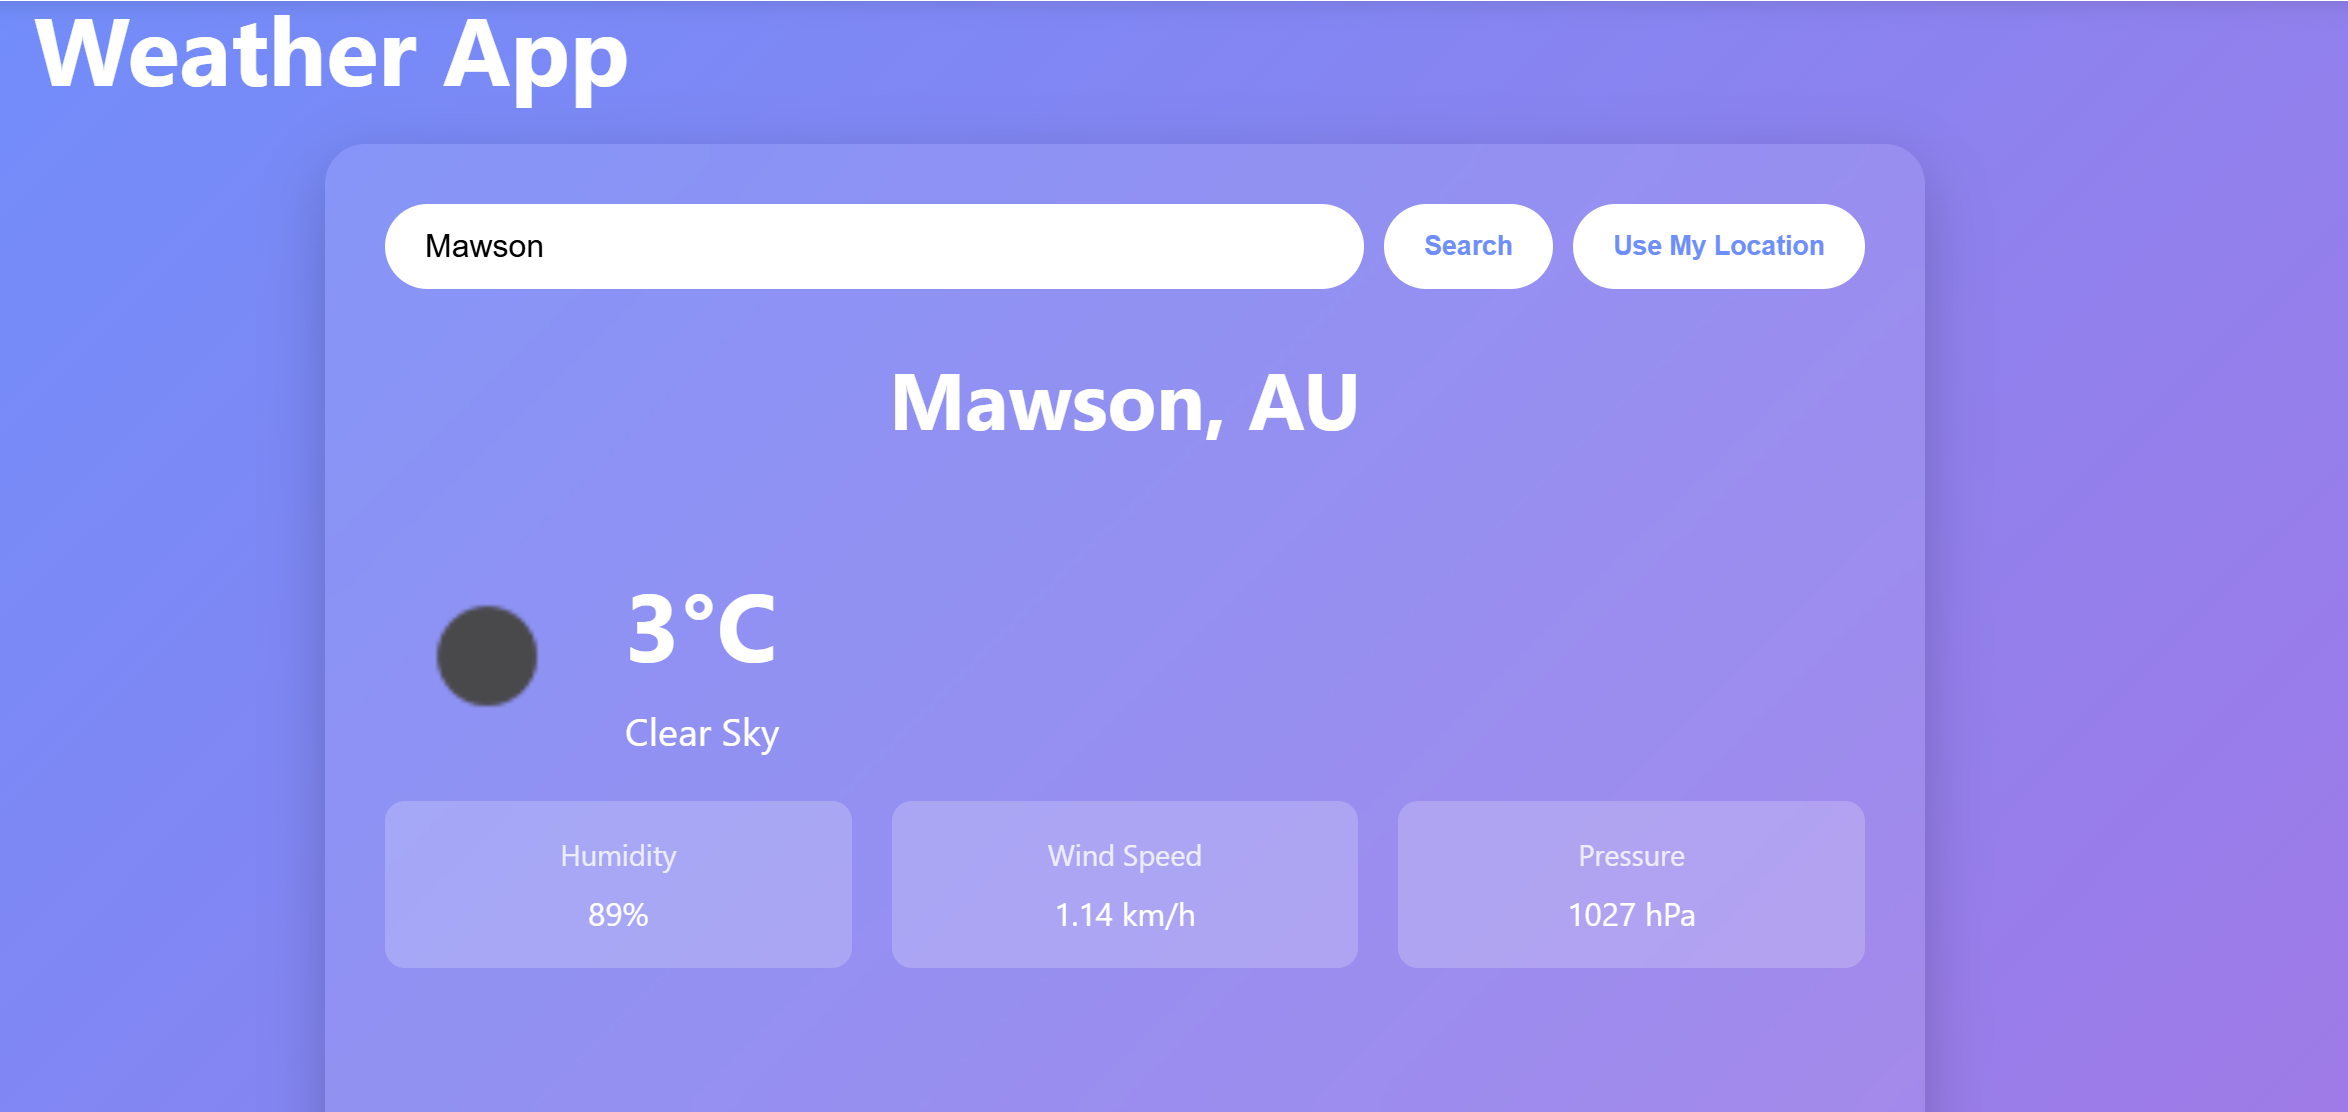 Weather App
Mawson
Search
Use My Location
Mawson, AU
3°C
Clear Sky
Humidity
89%
Wind Speed
1.14 km/h
Pressure
1027 hPa